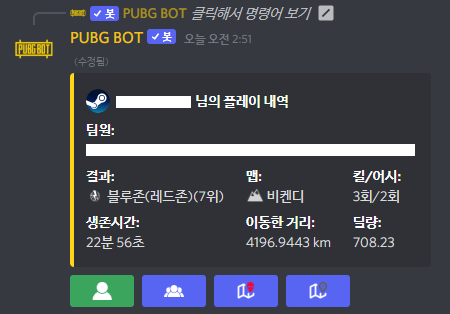 봇 PUBG BOT 클릭해서 명령어 보기
PUBG BOT
PUBG BOT 봇 오늘 오전 2:51
(수정됨)
님의 플레이 내역
팀원:
결과: 맵: 킬/어시:
블루존(레드존)(7위) 비켄디 3회/2회
생존시간: 이동한 거리: 딜량:
22분 56초 4196.9443 km 708.23